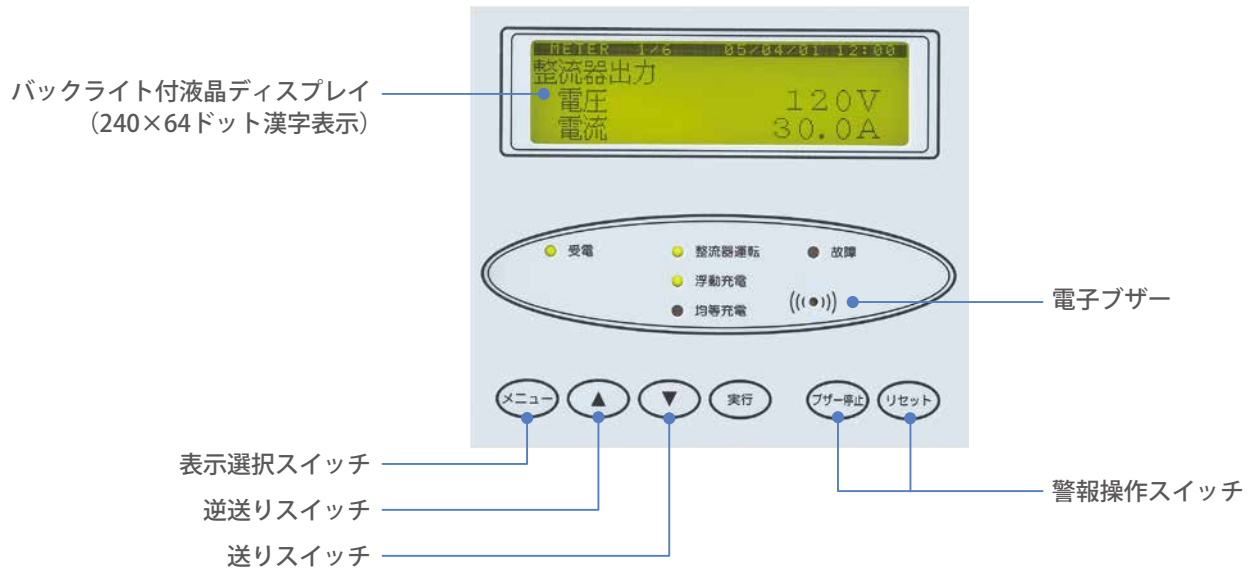 METER 1/6 05/04/01 12:00
整流器出力
電圧 120V
電流 30.0A
バックライト付液晶ディスプレイ
（240×64ドット漢字表示）
受電 整流器運転 故障
浮動充電
均等充電
電子ブザー
メニュー ▲ ▼ 実行 ブザー停止 リセット
表示選択スイッチ
逆送りスイッチ
送りスイッチ
警報操作スイッチ